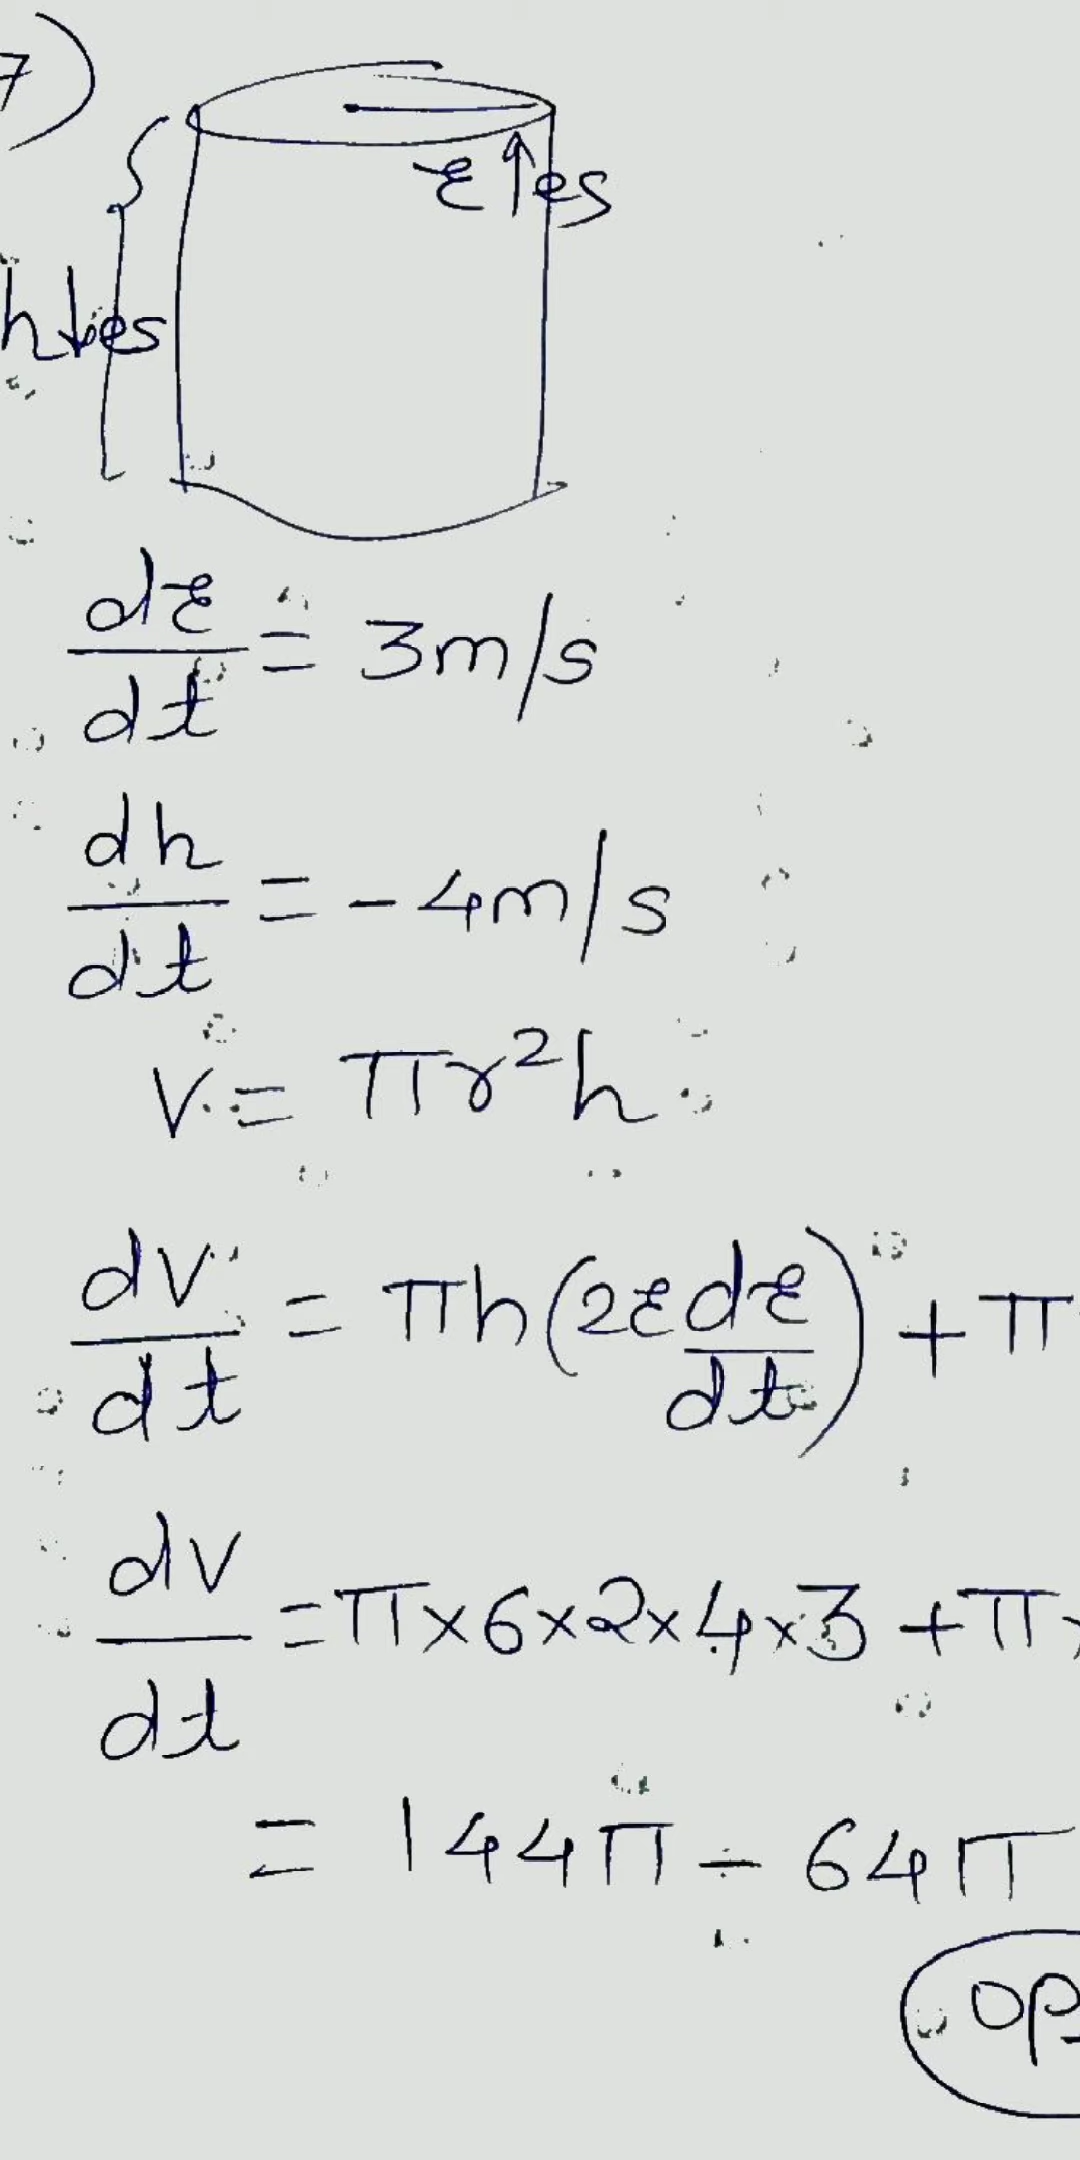 7)
r ↑es
h ↓es
dr/dt = 3m/s
dh/dt = - 4m/s
V = πr²h
dV/dt = πh(2r dr/dt) + π
dV/dt = π×6×2×4×3 + π×
= 144π - 64π
OP